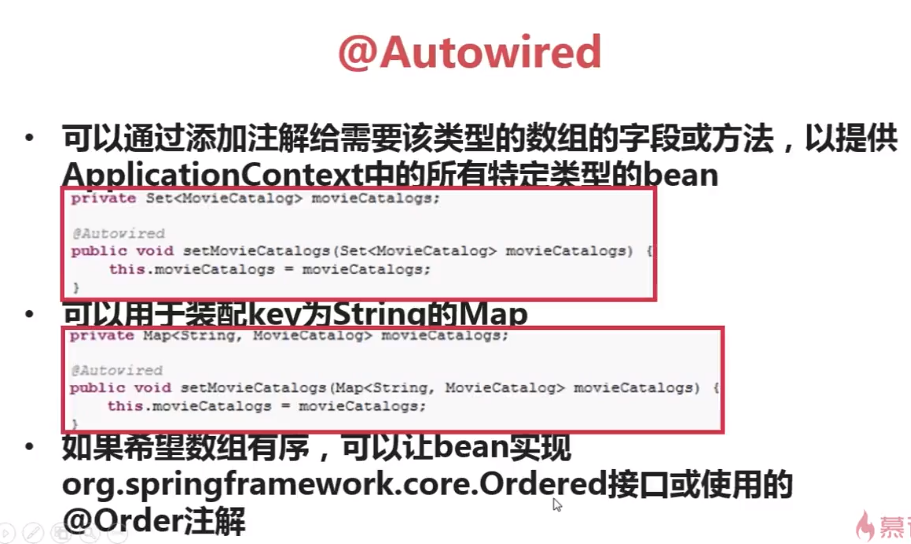 @Autowired
• 可以通过添加注解给需要该类型的数组的字段或方法，以提供
ApplicationContext中的所有特定类型的bean
private Set<MovieCatalog> movieCatalogs;
@Autowired
public void setMovieCatalogs(Set<MovieCatalog> movieCatalogs) {
this.movieCatalogs = movieCatalogs;
}
• 可以用于装配key为String的Map
private Map<String, MovieCatalog> movieCatalogs;
@Autowired
public void setMovieCatalogs(Map<String, MovieCatalog> movieCatalogs) {
this.movieCatalogs = movieCatalogs;
}
• 如果希望数组有序，可以让bean实现
org.springframework.core.Ordered接口或使用的
@Order注解
慕